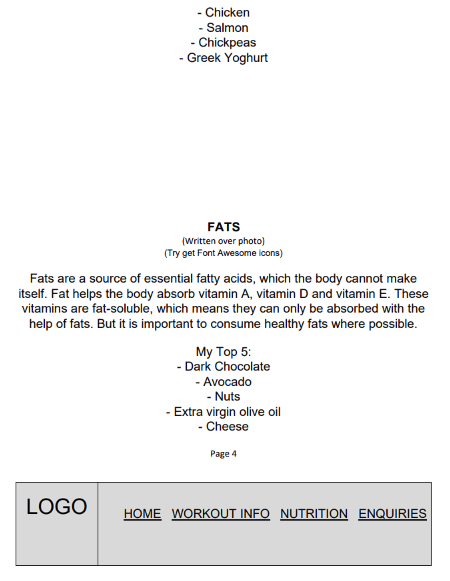 - Chicken
- Salmon
- Chickpeas
- Greek Yoghurt
FATS
(Written over photo)
(Try get Font Awesome icons)
Fats are a source of essential fatty acids, which the body cannot make
itself. Fat helps the body absorb vitamin A, vitamin D and vitamin E. These
vitamins are fat-soluble, which means they can only be absorbed with the
help of fats. But it is important to consume healthy fats where possible.
My Top 5:
- Dark Chocolate
- Avocado
- Nuts
- Extra virgin olive oil
- Cheese
Page 4
LOGO HOME WORKOUT INFO NUTRITION ENQUIRIES